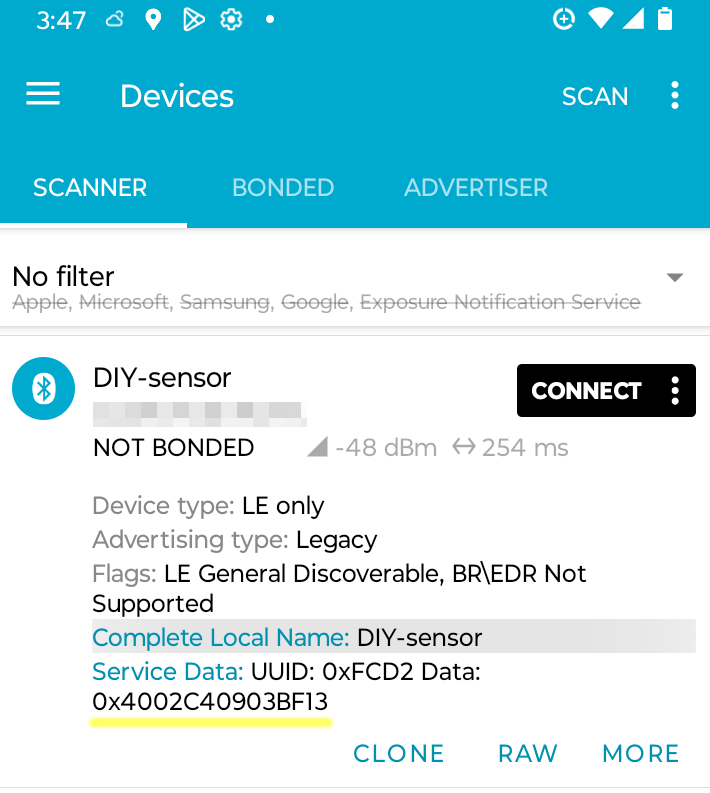 3:47
Devices
SCAN
SCANNER
BONDED
ADVERTISER
No filter
Apple, Microsoft, Samsung, Google, Exposure Notification Service
DIY-sensor
CONNECT
NOT BONDED
-48 dBm
254 ms
Device type: LE only
Advertising type: Legacy
Flags: LE General Discoverable, BR\EDR Not
Supported
Complete Local Name: DIY-sensor
Service Data: UUID: 0xFCD2 Data:
0x4002C40903BF13
CLONE
RAW
MORE